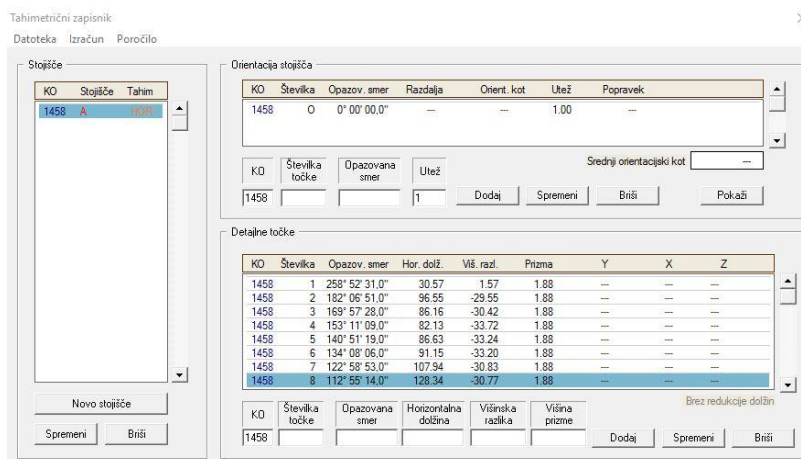 Tahimetrični zapisnik
Datoteka Izračun Poročilo
Stojišče
KO Stojišče Tahim
1458 A HOR
Novo stojišče
Spremeni Briši
Orientacija stojišča
KO Številka Opazov. smer Razdalja Orient. kot Utež Popravek
1458 O 0° 00' 00,0" --- --- 1.00 ---
Srednji orientacijski kot ---
KO Številka točke Opazovana smer Utež
1458 1 Dodaj Spremeni Briši Pokaži
Detajlne točke
KO Številka Opazov. smer Hor. dolž. Viš. razl. Prizma Y X Z
1458 1 258° 52' 31,0" 30.57 1.57 1.88 --- --- ---
1458 2 182° 06' 51,0" 96.55 -29.55 1.88 --- --- ---
1458 3 169° 57' 28,0" 86.16 -30.42 1.88 --- --- ---
1458 4 153° 11' 09,0" 82.13 -33.72 1.88 --- --- ---
1458 5 140° 51' 19,0" 86.63 -33.24 1.88 --- --- ---
1458 6 134° 08' 06,0" 91.15 -33.20 1.88 --- --- ---
1458 7 122° 58' 53,0" 107.94 -30.83 1.88 --- --- ---
1458 8 112° 55' 14,0" 128.34 -30.77 1.88 --- --- ---
Brez redukcije dolžin
KO Številka točke Opazovana smer Horizontalna dolžina Višinska razlika Višina prizme
1458 Dodaj Spremeni Briši